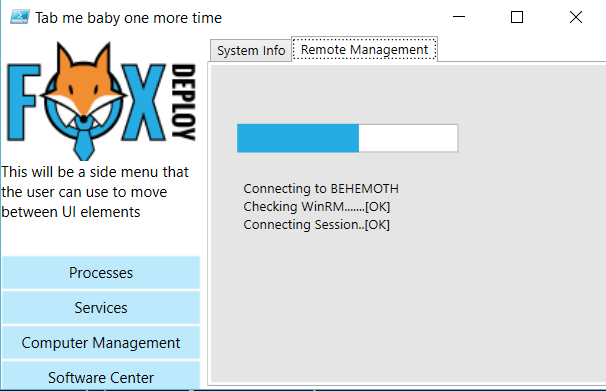 Tab me baby one more time
System Info
Remote Management
FOX
DEPLOY
This will be a side menu that
the user can use to move
between UI elements
Connecting to BEHEMOTH
Checking WinRM.......[OK]
Connecting Session..[OK]
Processes
Services
Computer Management
Software Center